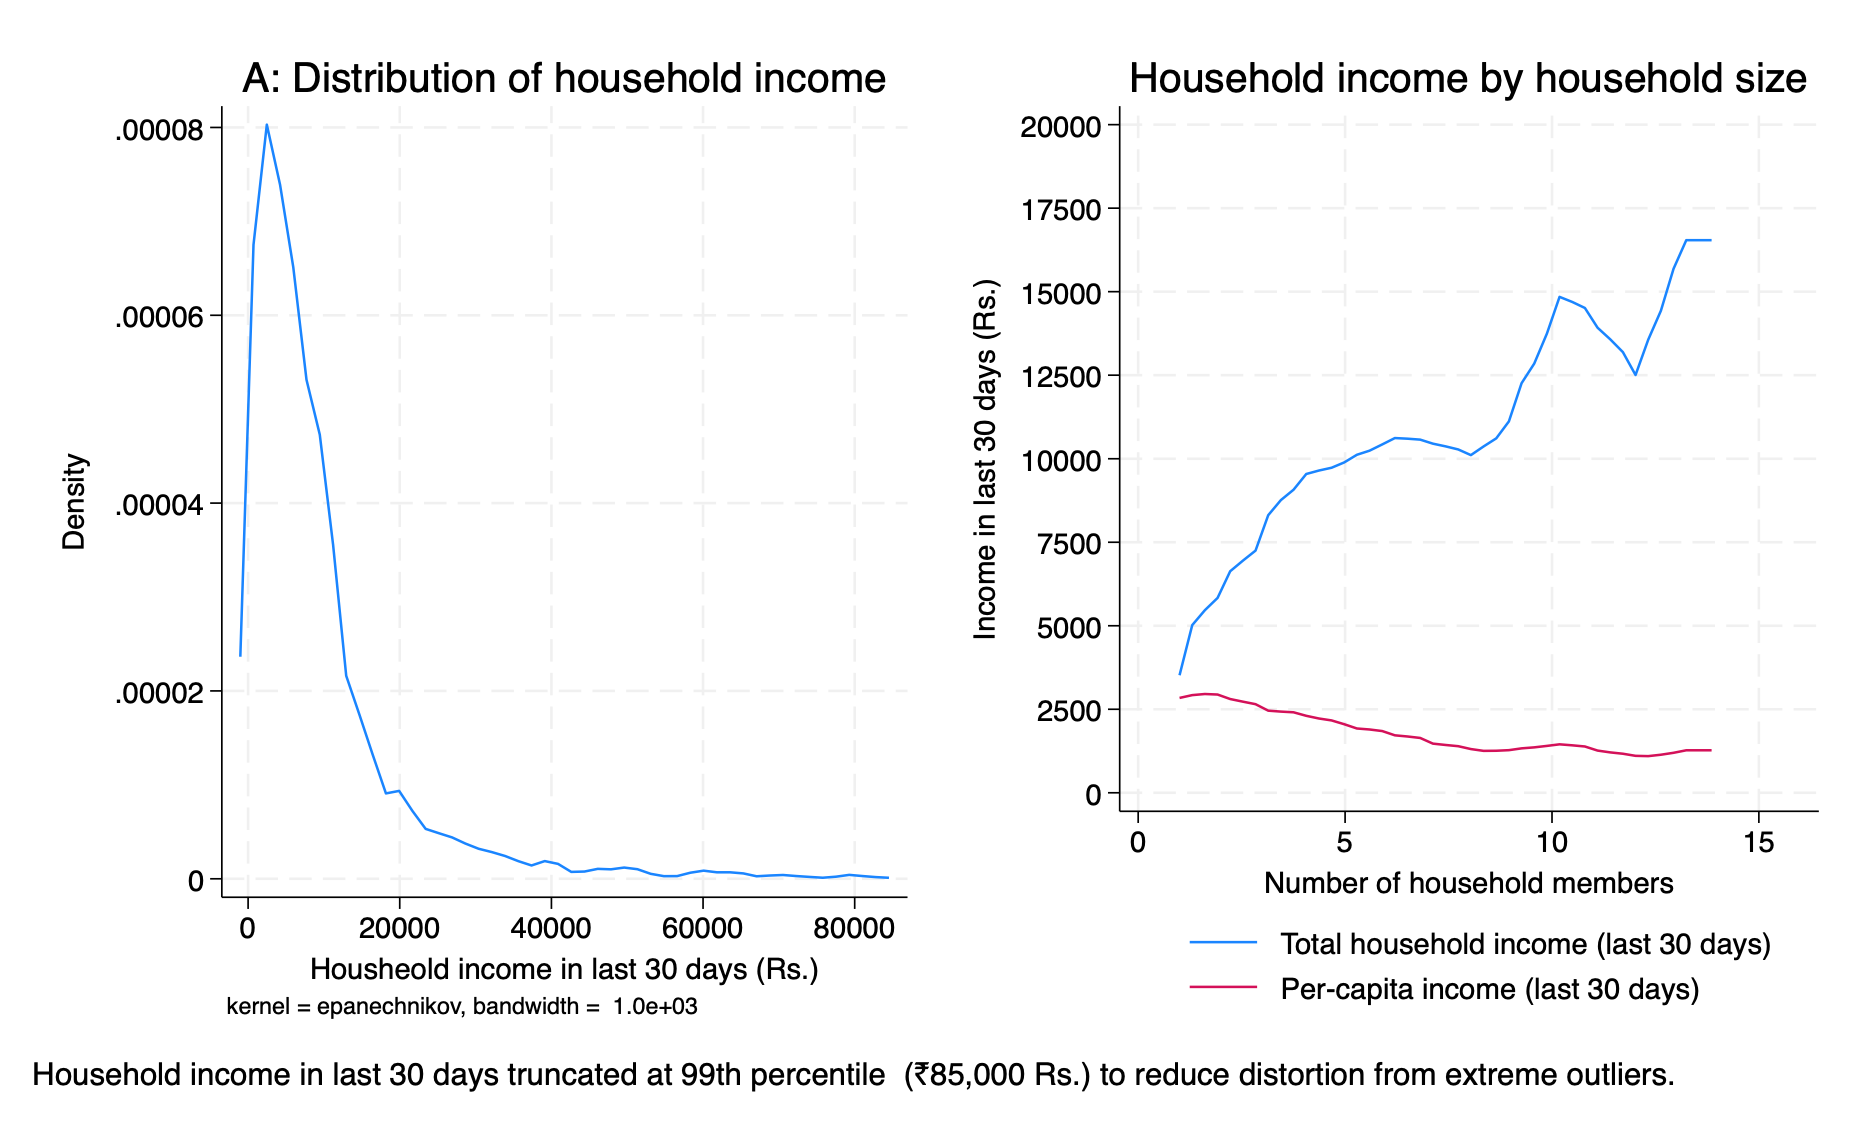 A: Distribution of household income
.00008
.00006
.00004
.00002
0
Density
0 20000 40000 60000 80000
Housheold income in last 30 days (Rs.)
kernel = epanechnikov, bandwidth = 1.0e+03
Household income by household size
20000
17500
15000
12500
10000
7500
5000
2500
0
Income in last 30 days (Rs.)
0 5 10 15
Number of household members
Total household income (last 30 days)
Per-capita income (last 30 days)
Household income in last 30 days truncated at 99th percentile (₹85,000 Rs.) to reduce distortion from extreme outliers.